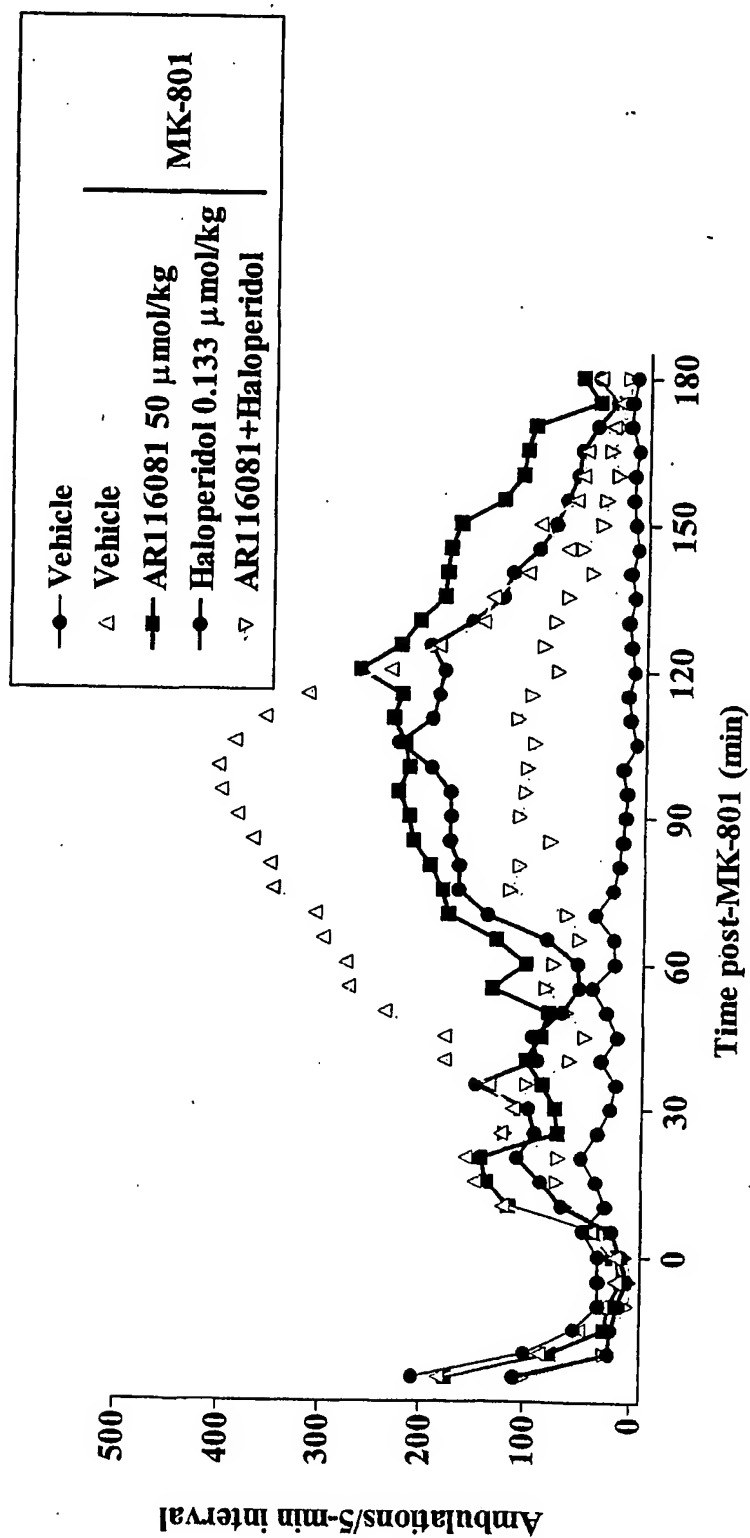 Vehicle
Vehicle
AR116081 50 μmol/kg
Haloperidol 0.133 μmol/kg
AR116081+Haloperidol
MK-801
500
400
300
200
100
0
Ambulations/5-min interval
0
30
60
90
120
150
180
Time post-MK-801 (min)